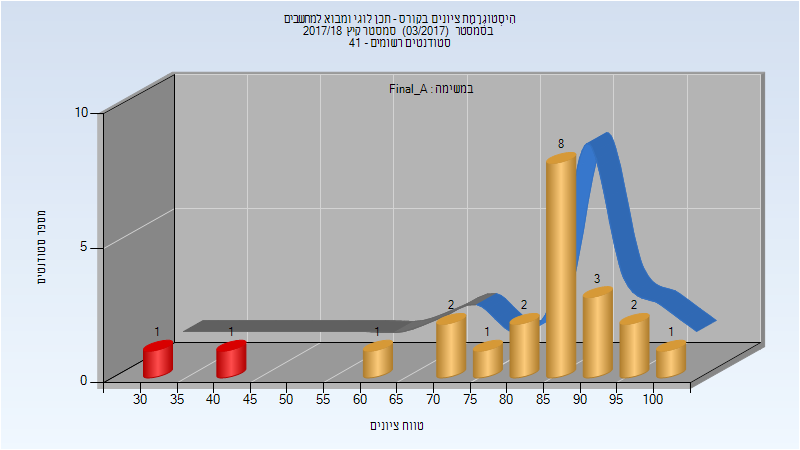 היסטוגרמת ציונים בקורס - תכן לוגי ומבוא למחשבים
בסמסטר (03/2017) סמסטר קיץ 2017/18
סטודנטים רשומים - 41
במשימה : Final_A
10
5
0
מספר סטודנטים
1 1 1 2 1 2 8 3 2 1
30 35 40 45 50 55 60 65 70 75 80 85 90 95 100
טווח ציונים